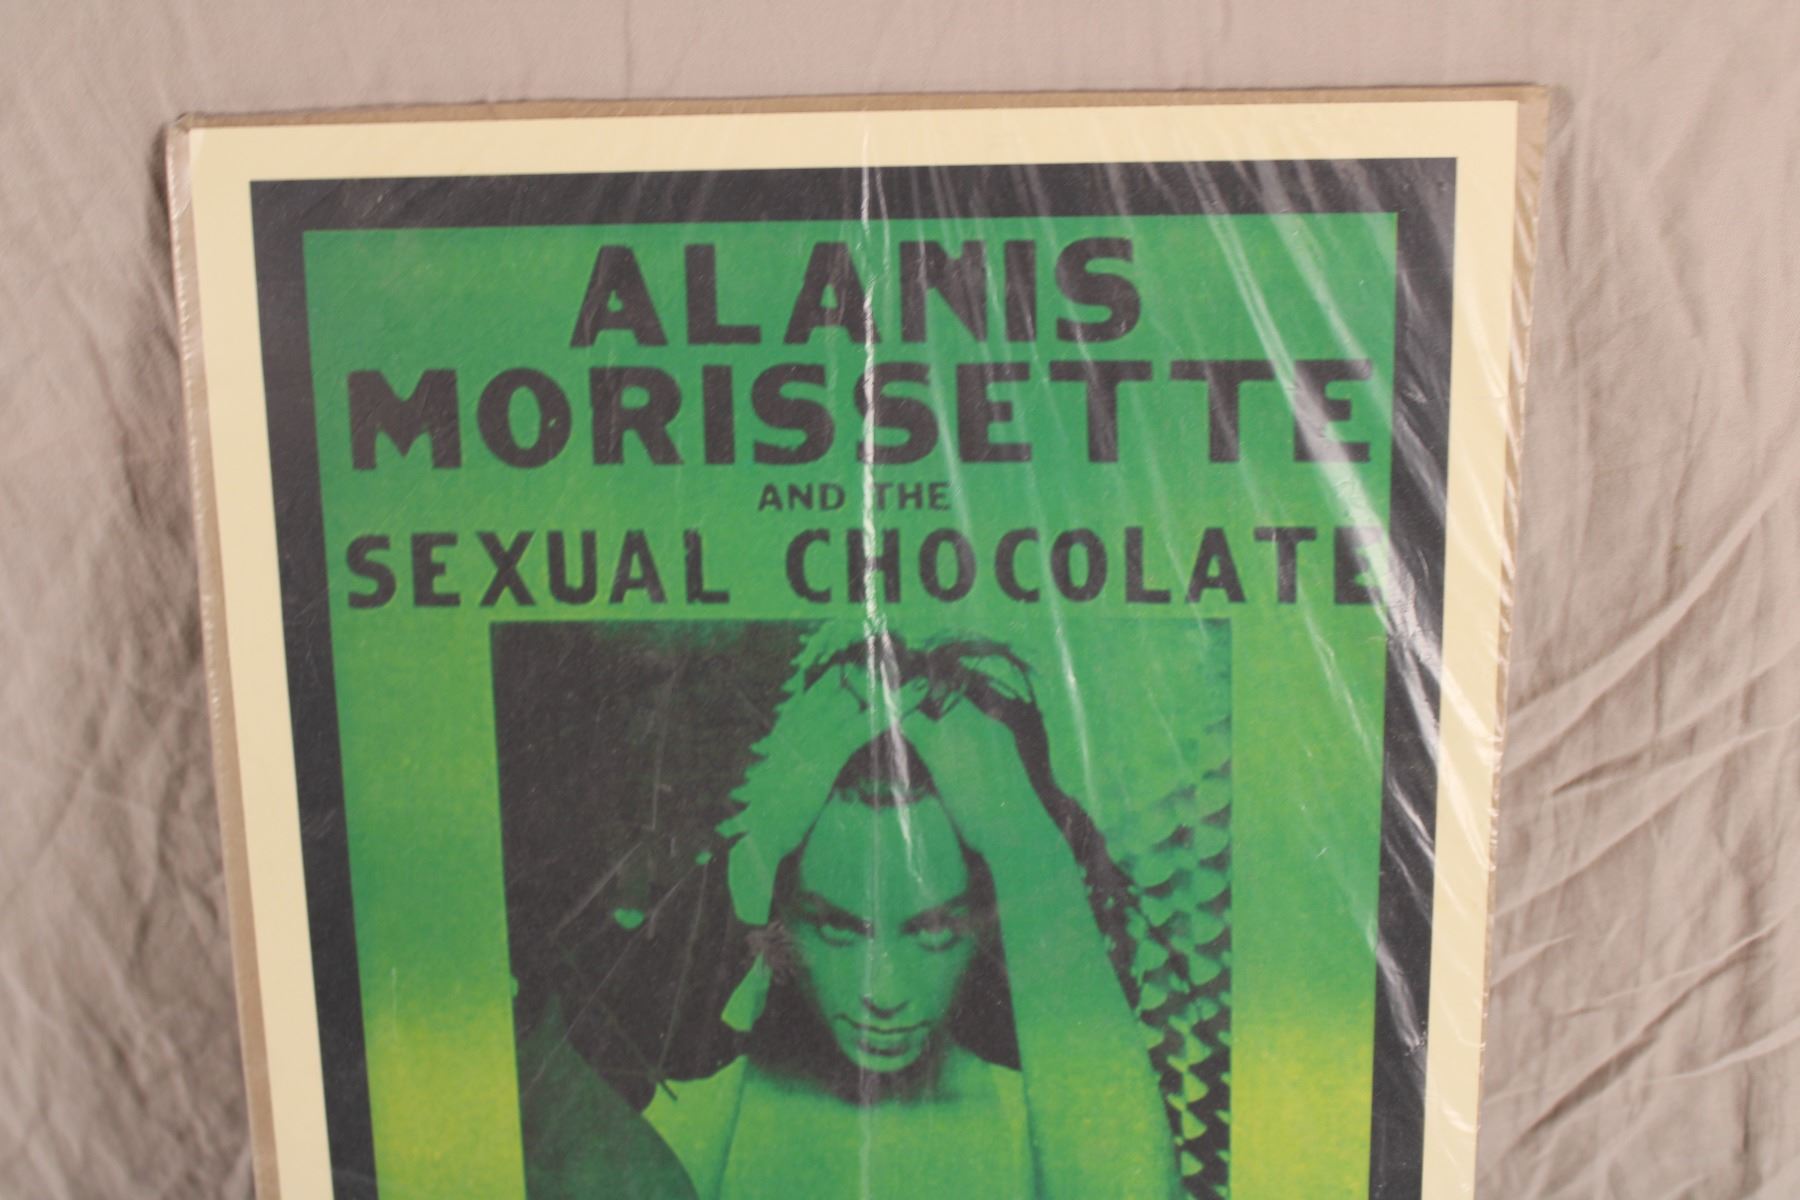 ALANIS
MORISSETTE
AND THE
SEXUAL CHOCOLATE